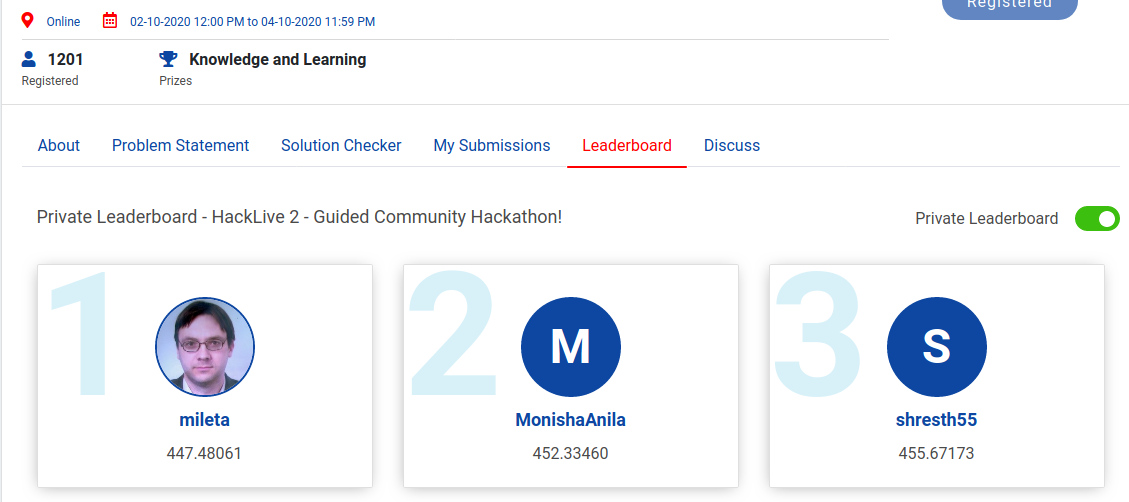 Registered
Online 02-10-2020 12:00 PM to 04-10-2020 11:59 PM
1201 Knowledge and Learning
Registered Prizes
About Problem Statement Solution Checker My Submissions Leaderboard Discuss
Private Leaderboard - HackLive 2 - Guided Community Hackathon! Private Leaderboard
1 2 3
M S
mileta MonishaAnila shresth55
447.48061 452.33460 455.67173